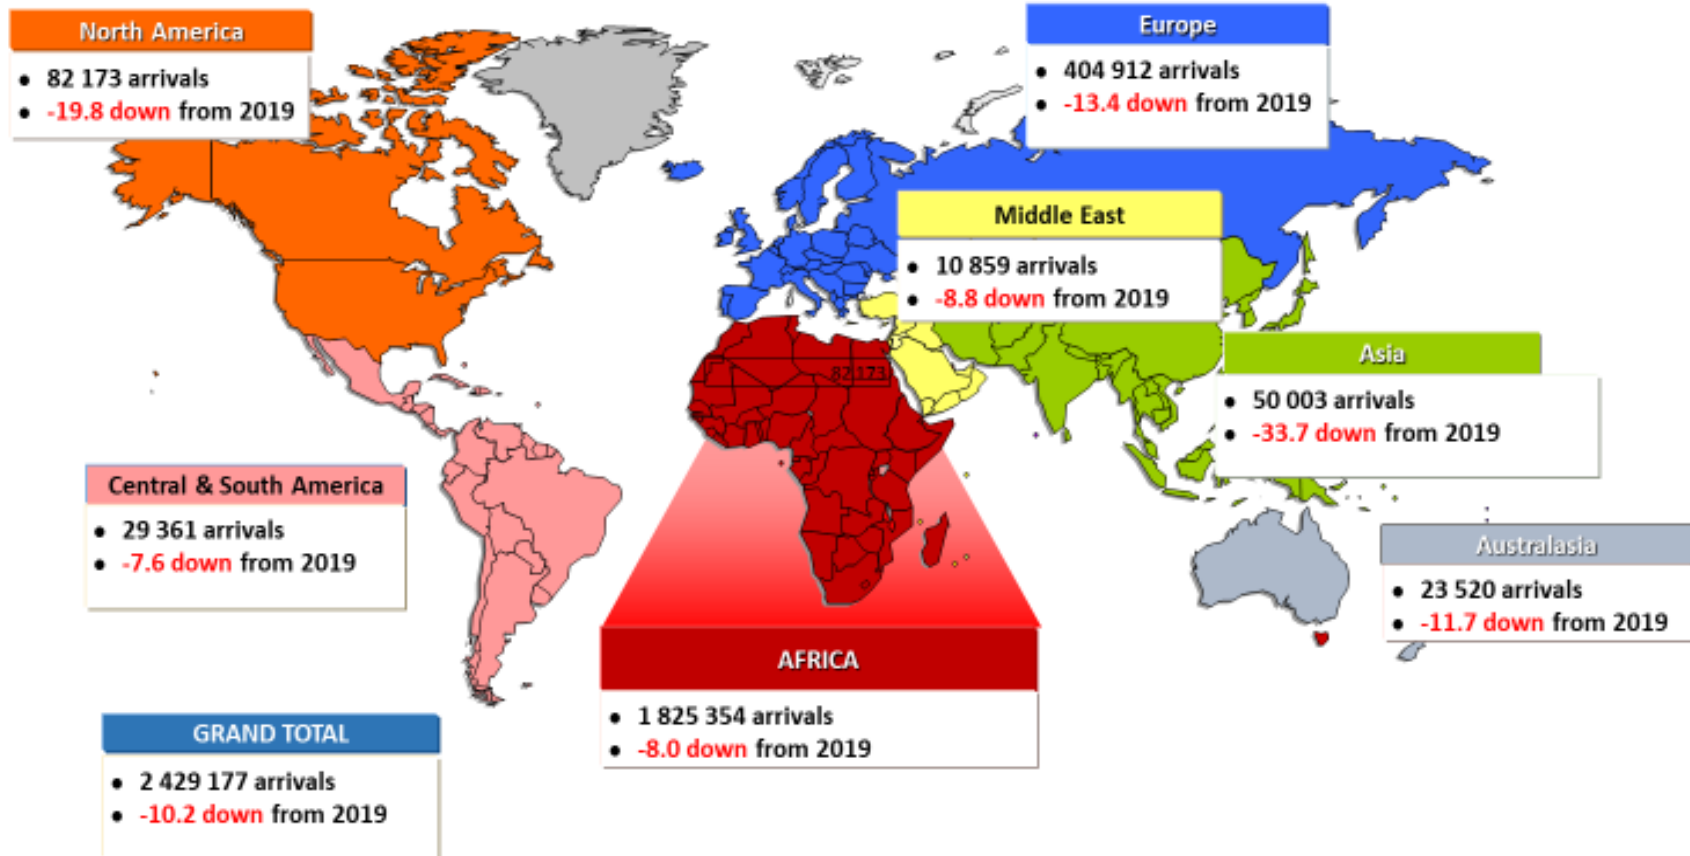 North America
• 82 173 arrivals
• -19.8 down from 2019
Europe
• 404 912 arrivals
• -13.4 down from 2019
Middle East
• 10 859 arrivals
• -8.8 down from 2019
82 173
Asia
• 50 003 arrivals
• -33.7 down from 2019
Central & South America
• 29 361 arrivals
• -7.6 down from 2019
Australasia
• 23 520 arrivals
• -11.7 down from 2019
AFRICA
• 1 825 354 arrivals
• -8.0 down from 2019
GRAND TOTAL
• 2 429 177 arrivals
• -10.2 down from 2019